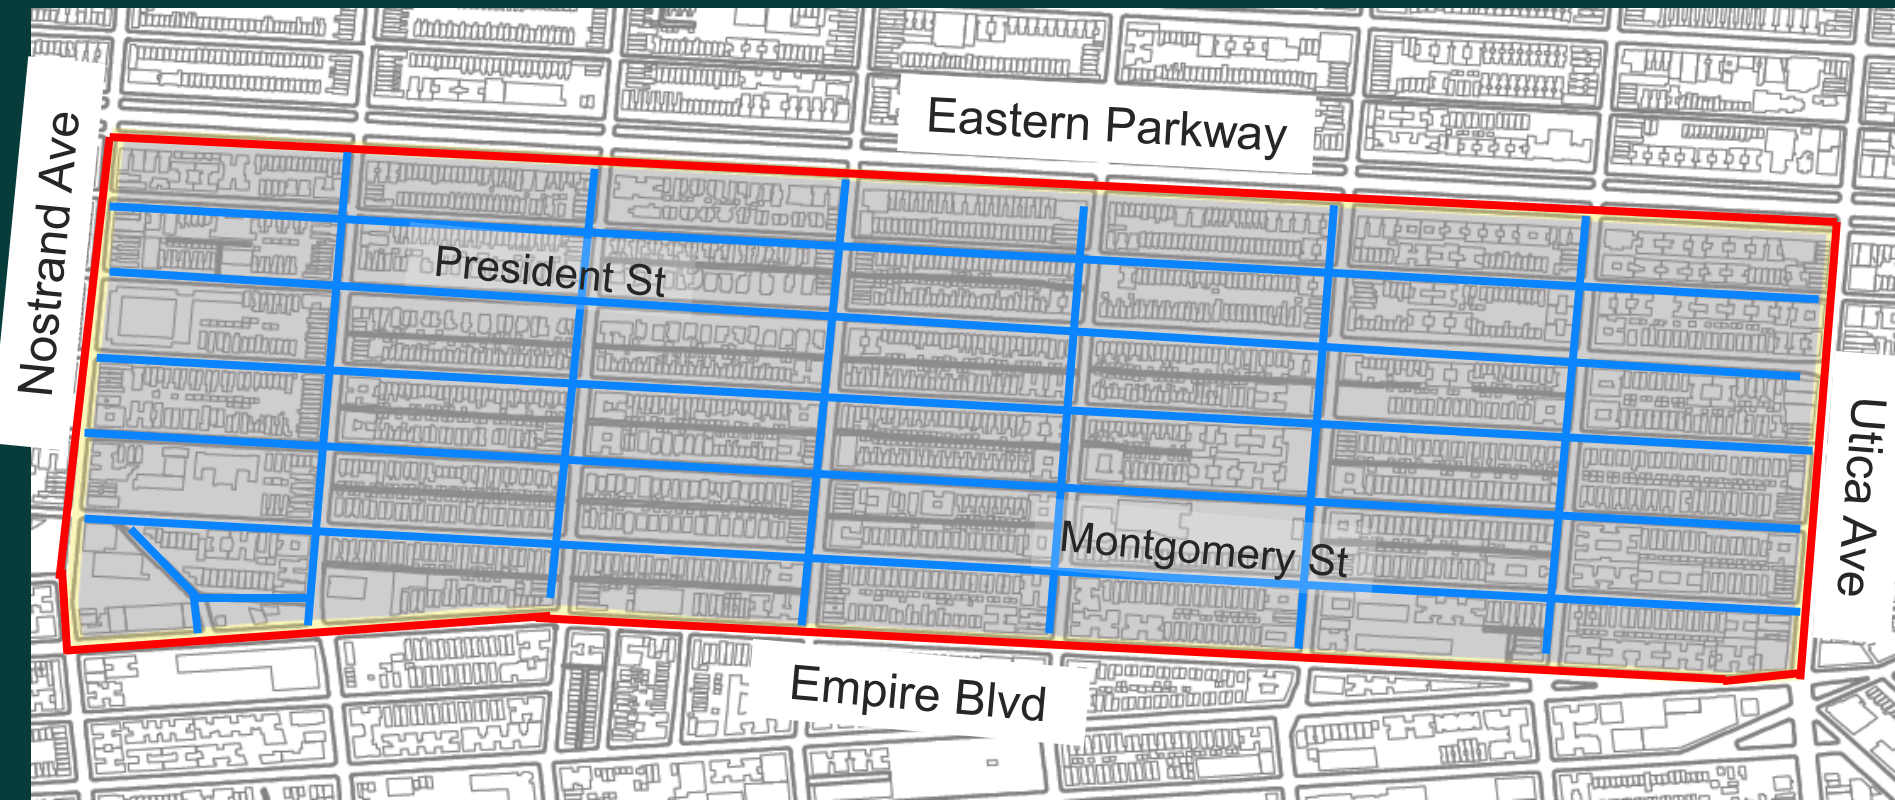 Eastern Parkway
Nostrand Ave
President St
Utica Ave
Montgomery St
Empire Blvd